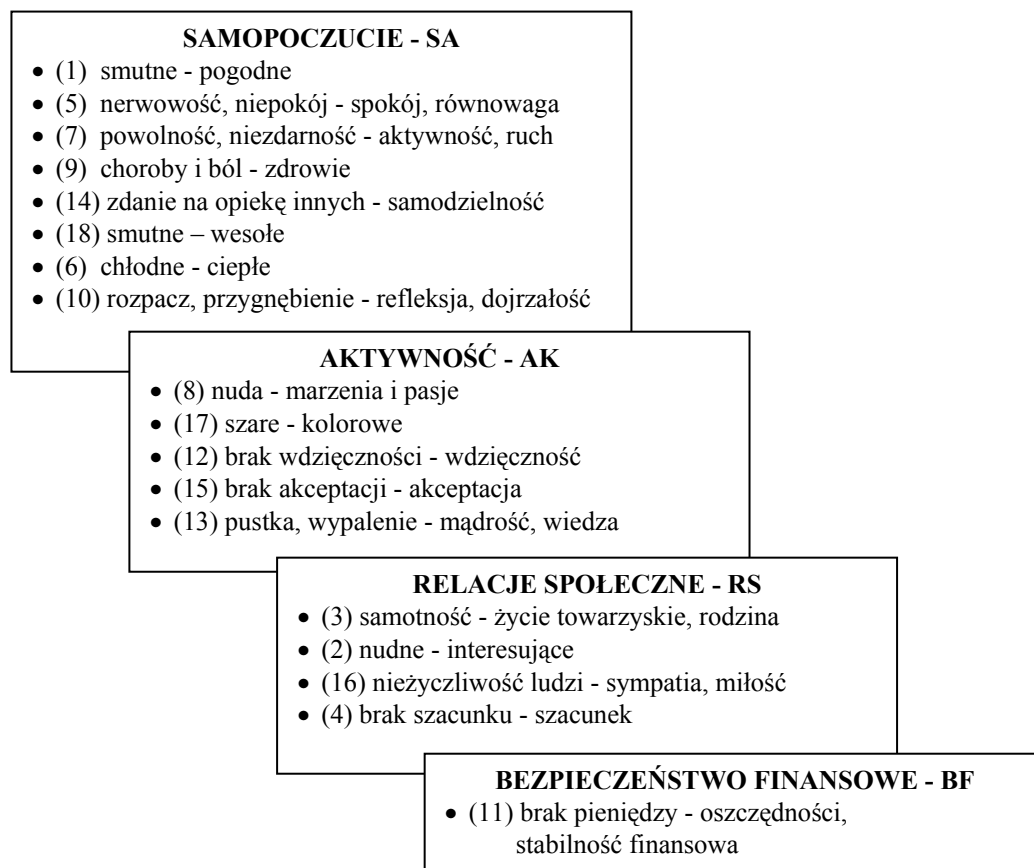 SAMOPOCZUCIE - SA
• (1) smutne - pogodne
• (5) nerwowość, niepokój - spokój, równowaga
• (7) powolność, niezdarność - aktywność, ruch
• (9) choroby i ból - zdrowie
• (14) zdanie na opiekę innych - samodzielność
• (18) smutne – wesołe
• (6) chłodne - ciepłe
• (10) rozpacz, przygnębienie - refleksja, dojrzałość
AKTYWNOŚĆ - AK
• (8) nuda - marzenia i pasje
• (17) szare - kolorowe
• (12) brak wdzięczności - wdzięczność
• (15) brak akceptacji - akceptacja
• (13) pustka, wypalenie - mądrość, wiedza
RELACJE SPOŁECZNE - RS
• (3) samotność - życie towarzyskie, rodzina
• (2) nudne - interesujące
• (16) nieżyczliwość ludzi - sympatia, miłość
• (4) brak szacunku - szacunek
BEZPIECZEŃSTWO FINANSOWE - BF
• (11) brak pieniędzy - oszczędności,
stabilność finansowa